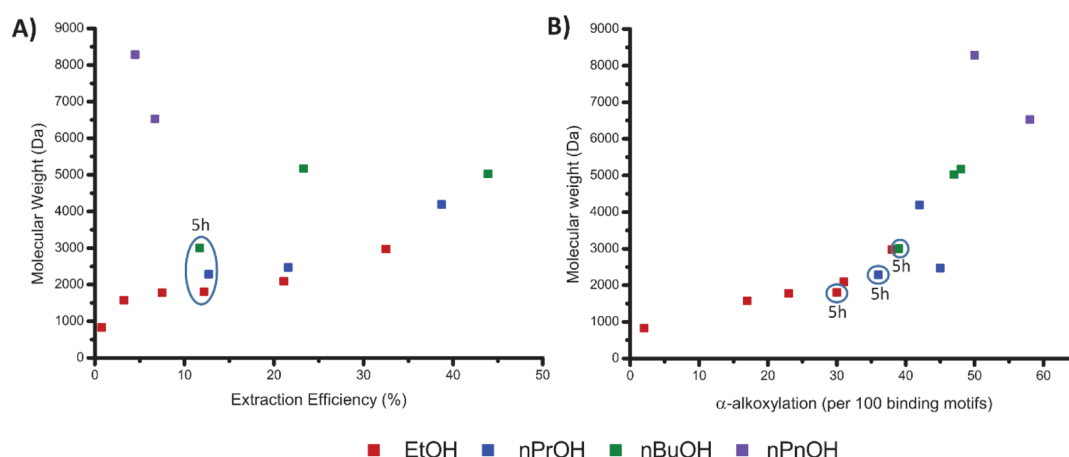 A)
9000
8000
7000
6000
5000
4000
3000
2000
1000
0
Molecular Weight (Da)
5h
0 10 20 30 40 50
Extraction Efficiency (%)
B)
9000
8000
7000
6000
5000
4000
3000
2000
1000
0
Molecular weight (Da)
5h
5h
5h
0 10 20 30 40 50 60
α-alkoxylation (per 100 binding motifs)
EtOH nPrOH nBuOH nPnOH